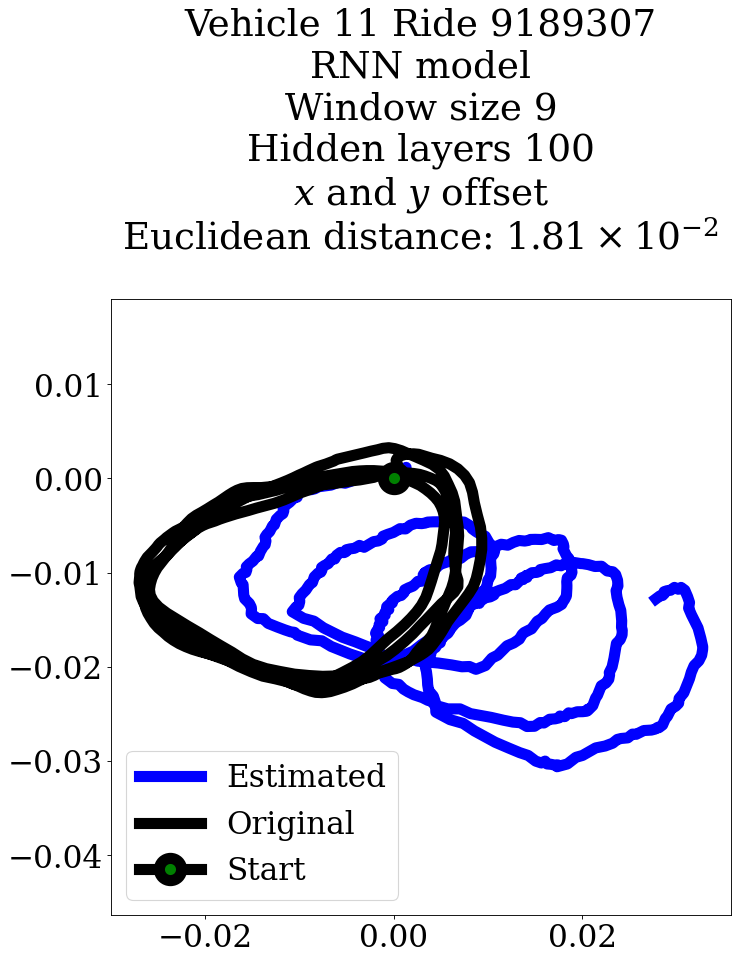 Vehicle 11 Ride 9189307
RNN model
Window size 9
Hidden layers 100
x and y offset
Euclidean distance: 1.81 × 10⁻²
0.01
0.00
−0.01
−0.02
−0.03
−0.04
Estimated
Original
Start
−0.02 0.00 0.02